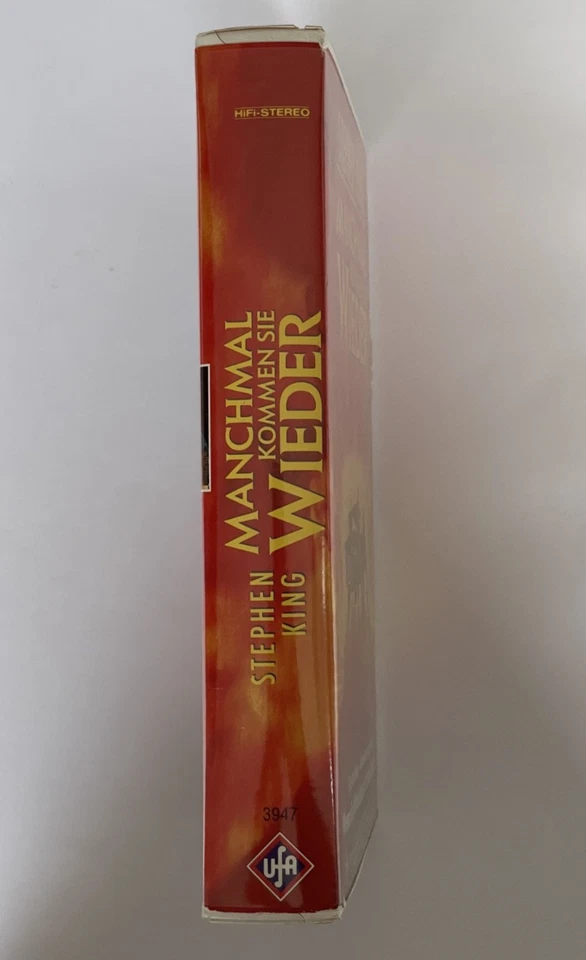 HiFi-STEREO
STEPHEN
KING
MANCHMAL
KOMMEN SIE
WIEDER
3947
UfA